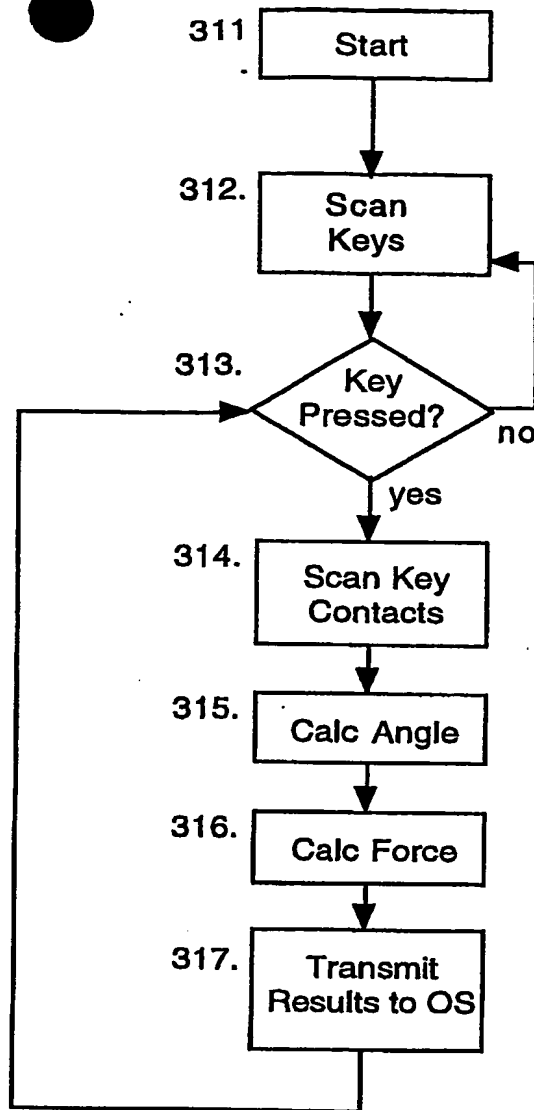 311
Start
312.
Scan
Keys
313.
Key
Pressed?
no
yes
314.
Scan Key
Contacts
315.
Calc Angle
316.
Calc Force
317.
Transmit
Results to OS